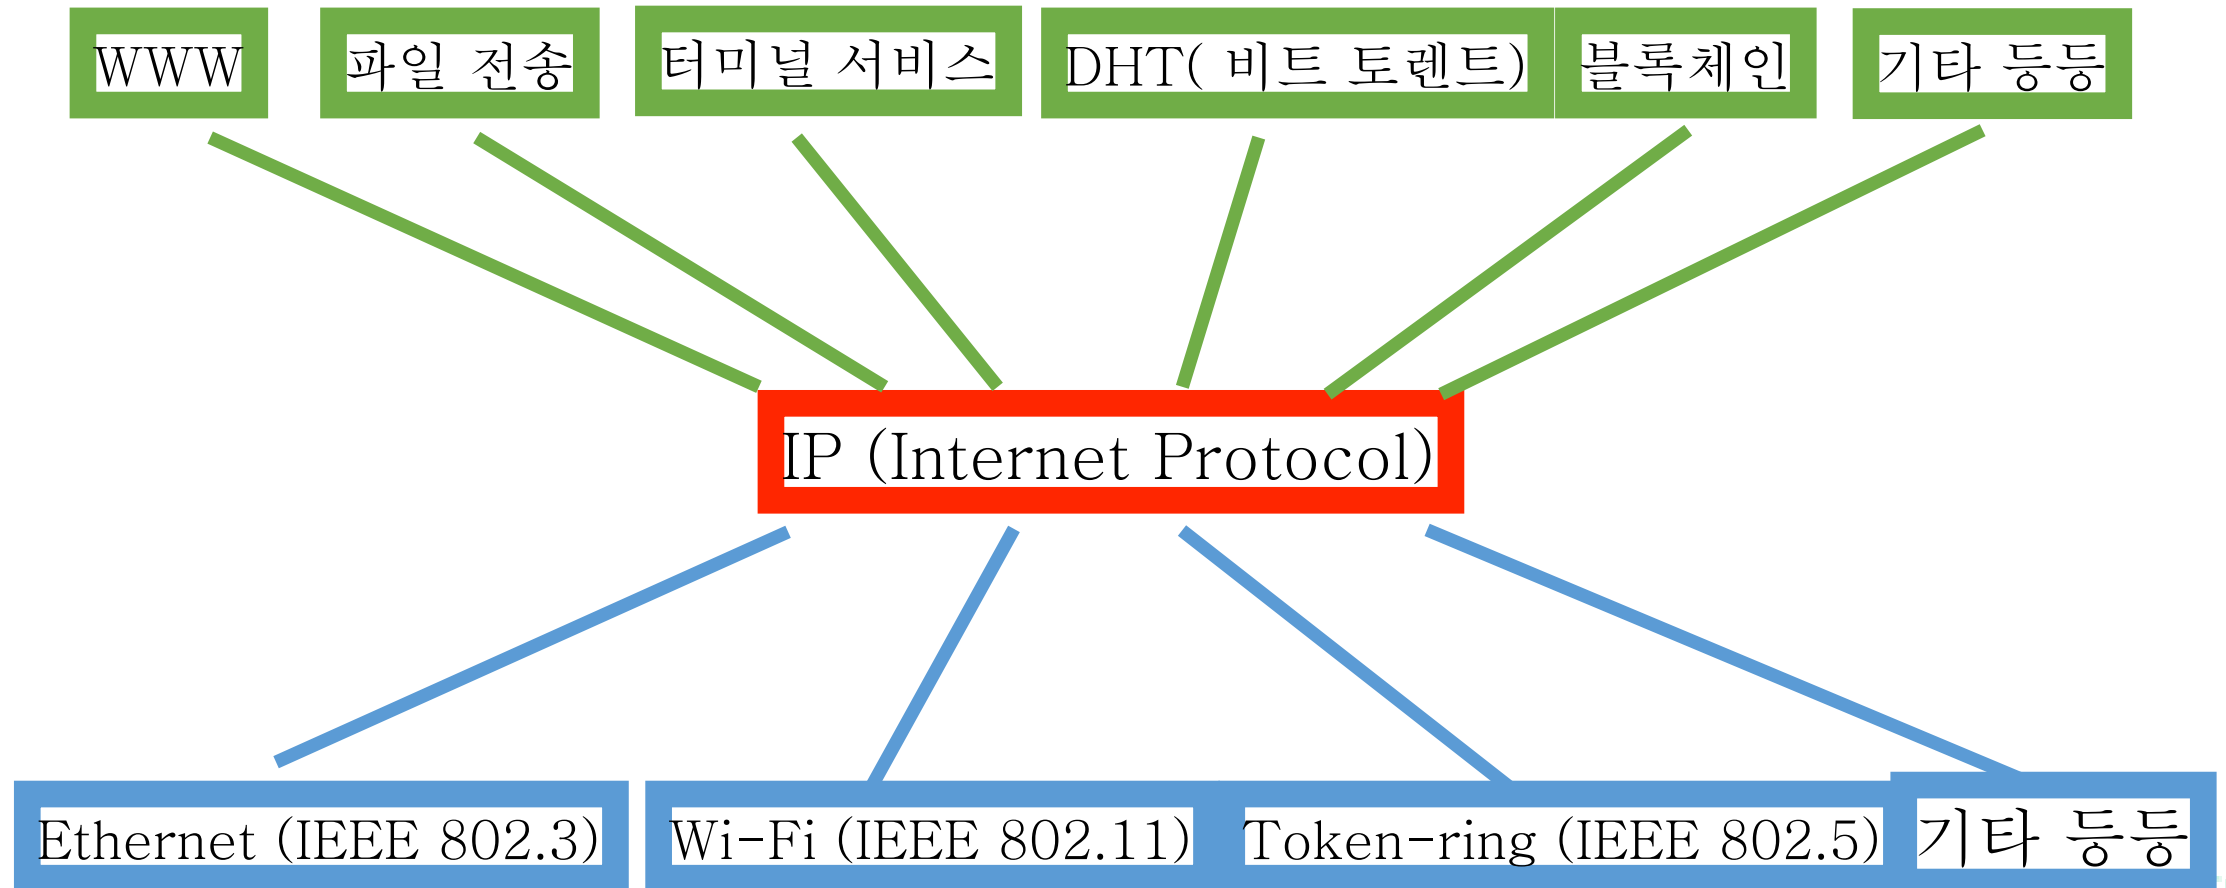 WWW
파일 전송
터미널 서비스
DHT( 비트 토렌트)
블록체인
기타 등등
IP (Internet Protocol)
Ethernet (IEEE 802.3)
Wi-Fi (IEEE 802.11)
Token-ring (IEEE 802.5)
기타 등등